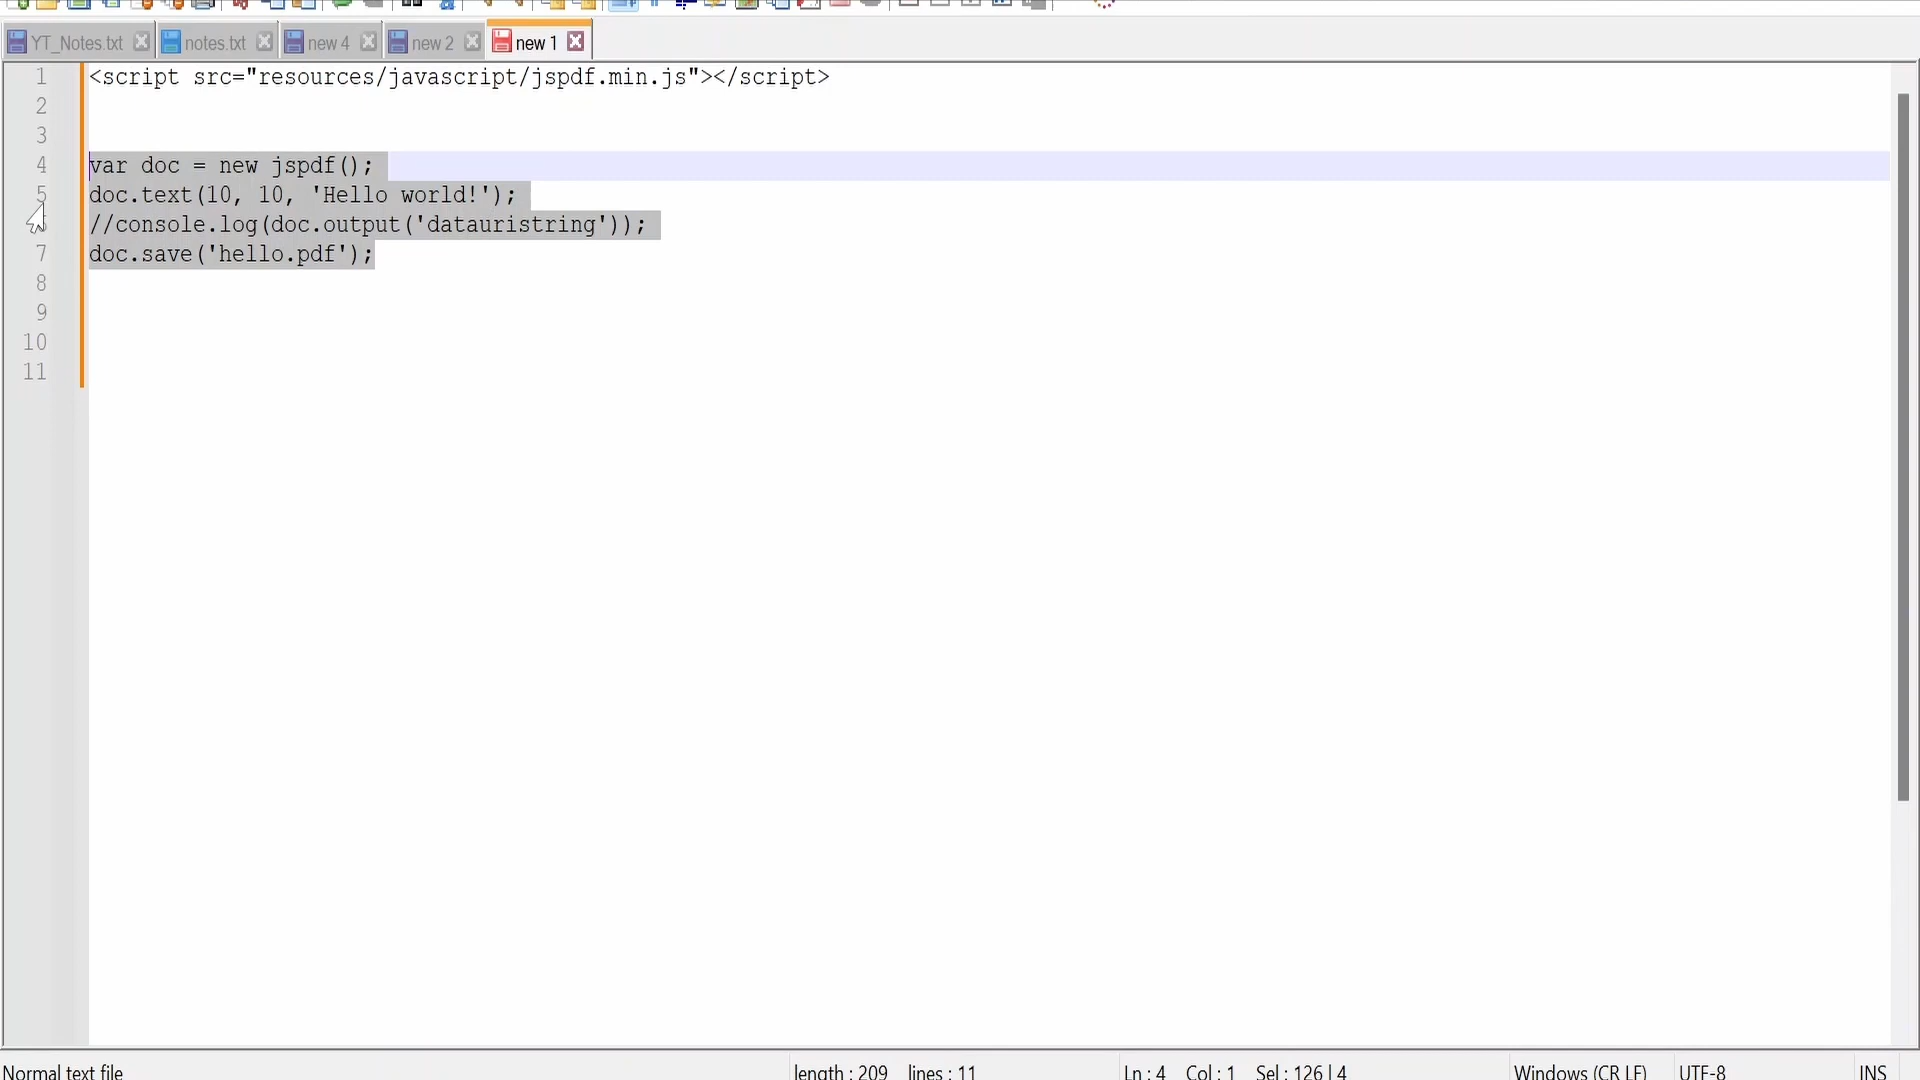 YT_Notes.txt notes.txt new 4 new 2 new 1
1 <script src="resources/javascript/jspdf.min.js"></script>
2
3
4 var doc = new jspdf();
5 doc.text(10, 10, 'Hello world!');
//console.log(doc.output('datauristring'));
7 doc.save('hello.pdf');
8
9
10
11
Normal text file length : 209 lines : 11 Ln : 4 Col : 1 Sel : 126 | 4 Windows (CR LF) UTF-8 INS